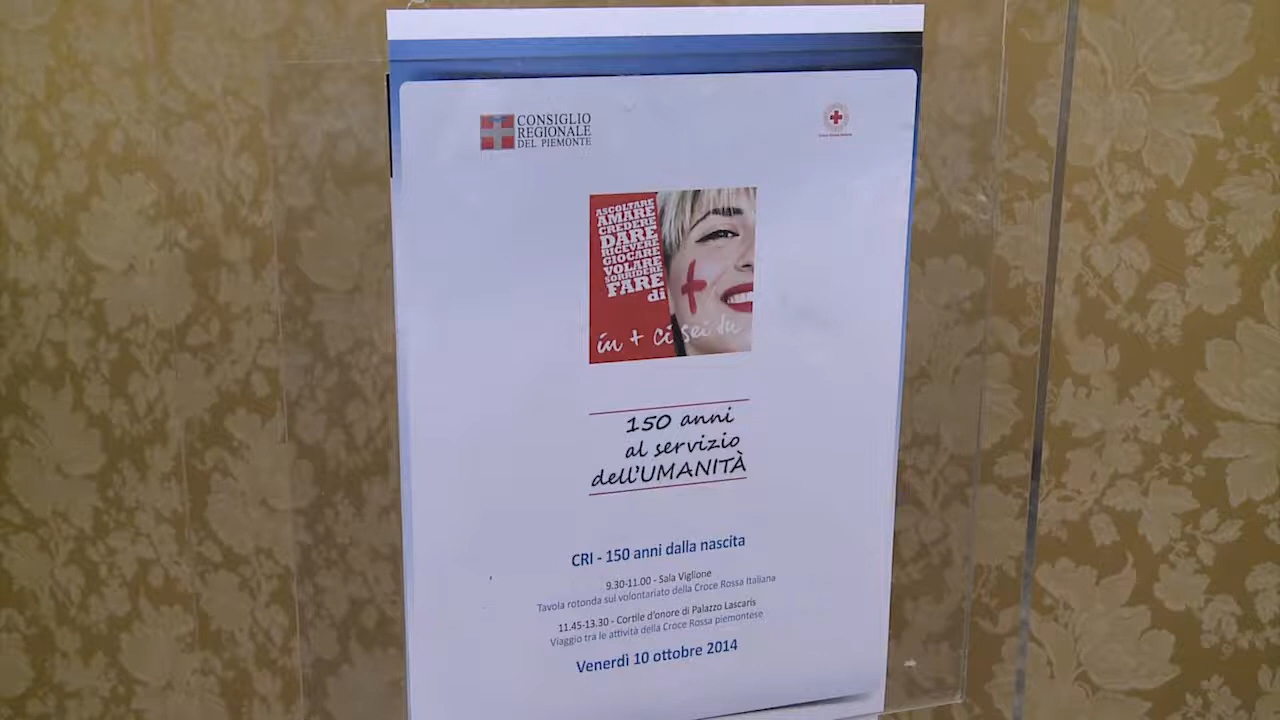 CONSIGLIO
REGIONALE
DEL PIEMONTE
ASCOLTARE
AMARE
CREDERE
DARE
RICEVERE
GIOCARE
VOLARE
SORRIDERE
FARE
di +
in + ci sei tu
150 anni
al servizio
dell'UMANITÀ
CRI - 150 anni dalla nascita
9.30-11.00 - Sala Viglione
Tavola rotonda sul volontariato della Croce Rossa Italiana
11.45-13.30 - Cortile d'onore di Palazzo Lascaris
Viaggio tra le attività della Croce Rossa piemontese
Venerdì 10 ottobre 2014